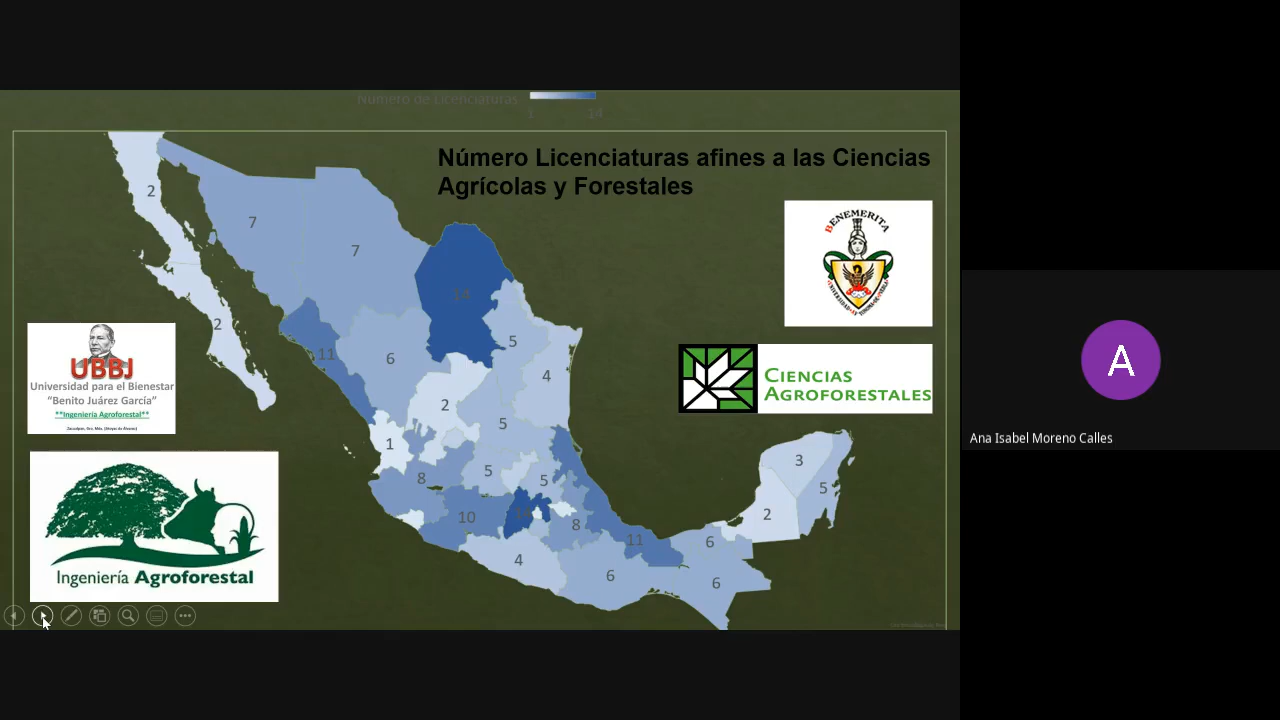 Número de Licenciaturas
1 14
Número Licenciaturas afines a las Ciencias
Agrícolas y Forestales
2
7
7
14
2
11
6
5
4
2
1
5
8
5
5
10
14
8
11
4
6
6
6
3
5
2
BENEMERITA
UBBJ
Universidad para el Bienestar
“Benito Juárez García”
**Ingeniería Agroforestal**
CIENCIAS
AGROFORESTALES
Ingeniería Agroforestal
A
Ana Isabel Moreno Calles